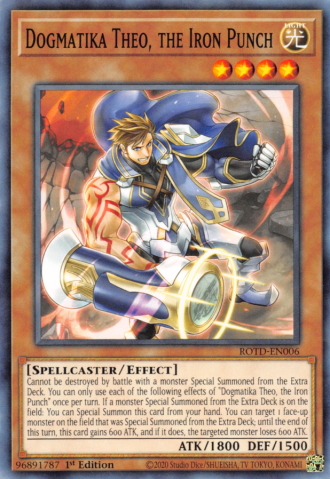 DOGMATIKA THEO, THE IRON PUNCH
LIGHT
光
ROTD-EN006
[SPELLCASTER/EFFECT]
Cannot be destroyed by battle with a monster Special Summoned from the Extra
Deck. You can only use each of the following effects of "Dogmatika Theo, the Iron
Punch" once per turn. If a monster Special Summoned from the Extra Deck is on the
field: You can Special Summon this card from your hand. You can target 1 face-up
monster on the field that was Special Summoned from the Extra Deck; until the end of
this turn, this card gains 600 ATK, and if it does, the targeted monster loses 600 ATK.
ATK/1800 DEF/1500
96891787 1st Edition ©2020 Studio Dice/SHUEISHA, TV TOKYO, KONAMI